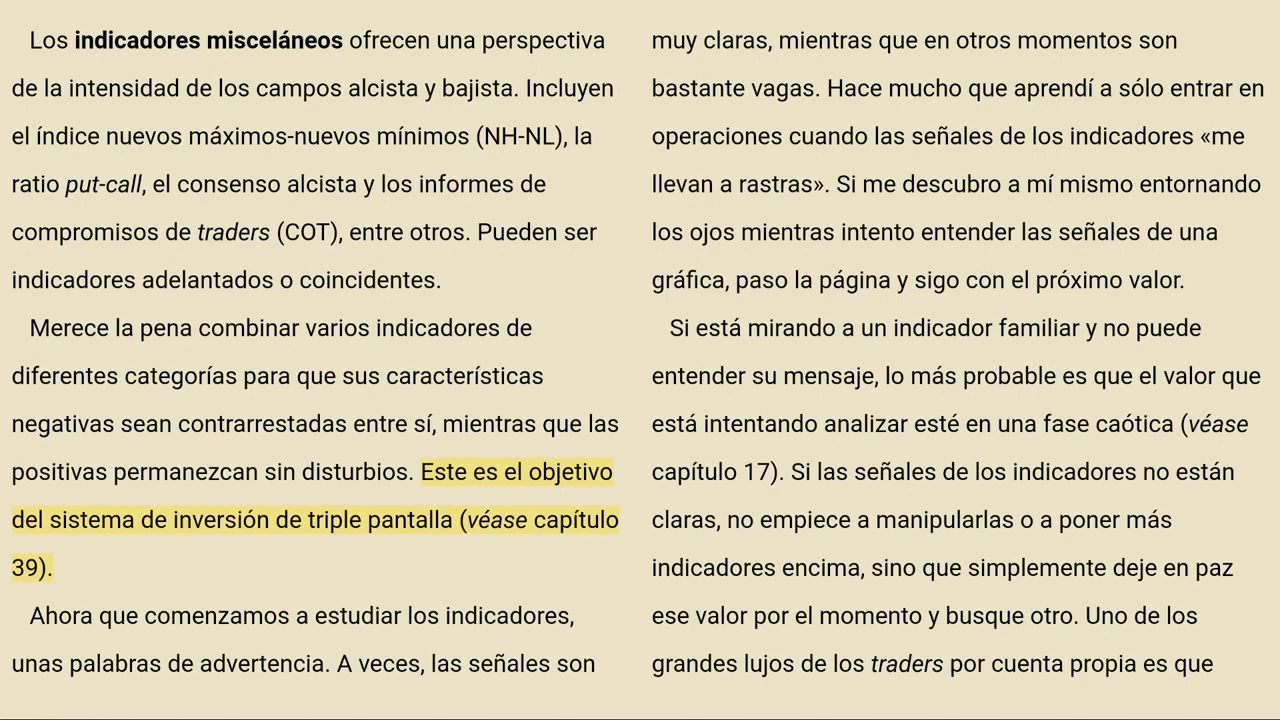 Los indicadores misceláneos ofrecen una perspectiva
de la intensidad de los campos alcista y bajista. Incluyen
el índice nuevos máximos-nuevos mínimos (NH-NL), la
ratio put-call, el consenso alcista y los informes de
compromisos de traders (COT), entre otros. Pueden ser
indicadores adelantados o coincidentes.
Merece la pena combinar varios indicadores de
diferentes categorías para que sus características
negativas sean contrarrestadas entre sí, mientras que las
positivas permanezcan sin disturbios. Este es el objetivo
del sistema de inversión de triple pantalla (véase capítulo
39).
Ahora que comenzamos a estudiar los indicadores,
unas palabras de advertencia. A veces, las señales son
muy claras, mientras que en otros momentos son
bastante vagas. Hace mucho que aprendí a sólo entrar en
operaciones cuando las señales de los indicadores «me
llevan a rastras». Si me descubro a mí mismo entornando
los ojos mientras intento entender las señales de una
gráfica, paso la página y sigo con el próximo valor.
Si está mirando a un indicador familiar y no puede
entender su mensaje, lo más probable es que el valor que
está intentando analizar esté en una fase caótica (véase
capítulo 17). Si las señales de los indicadores no están
claras, no empiece a manipularlas o a poner más
indicadores encima, sino que simplemente deje en paz
ese valor por el momento y busque otro. Uno de los
grandes lujos de los traders por cuenta propia es que